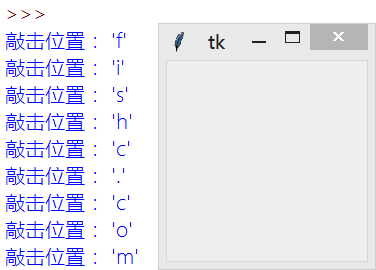 >>>
敲击位置： 'f'
敲击位置： 'i'
敲击位置： 's'
敲击位置： 'h'
敲击位置： 'c'
敲击位置： '.'
敲击位置： 'c'
敲击位置： 'o'
敲击位置： 'm'
tk